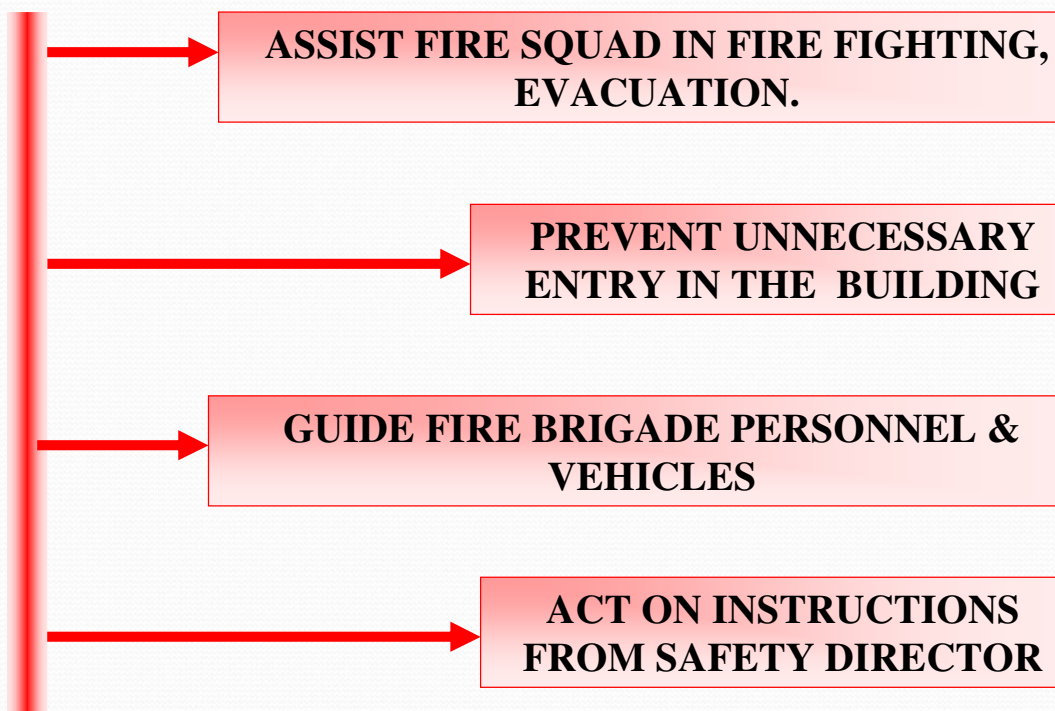 ASSIST FIRE SQUAD IN FIRE FIGHTING,
EVACUATION.
PREVENT UNNECESSARY
ENTRY IN THE BUILDING
GUIDE FIRE BRIGADE PERSONNEL &
VEHICLES
ACT ON INSTRUCTIONS
FROM SAFETY DIRECTOR